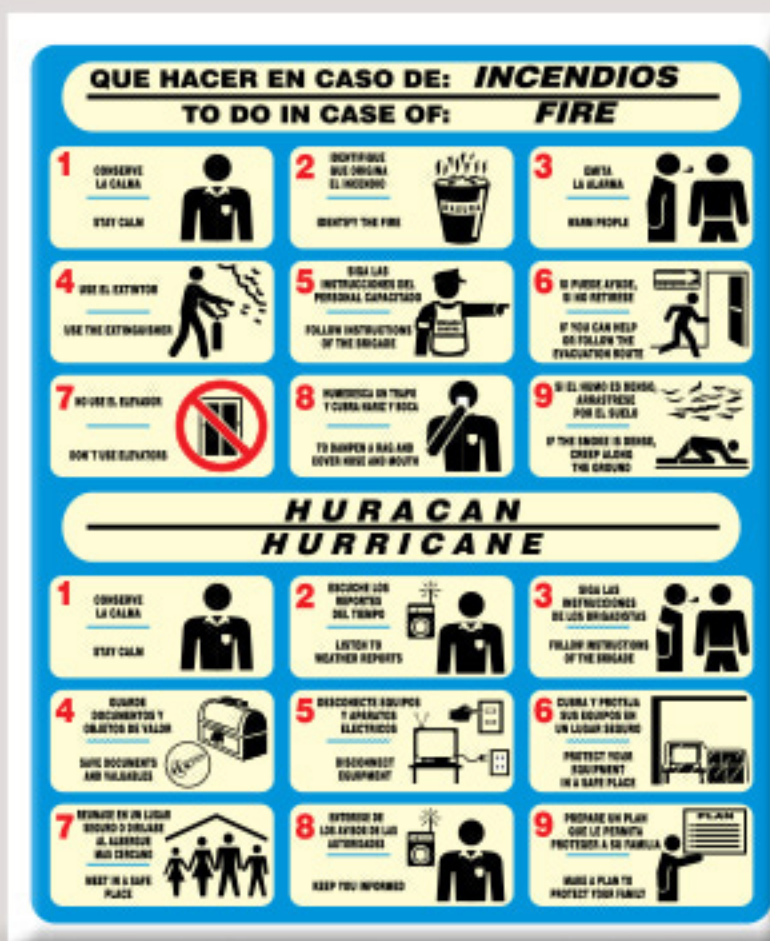 QUE HACER EN CASO DE: INCENDIOS
TO DO IN CASE OF: FIRE
1
CONSERVE
LA CALMA
STAY CALM
2
IDENTIFIQUE
QUE ORIGINA
EL INCENDIO
IDENTIFY THE FIRE
BASURA
3
EMITA
LA ALARMA
WARN PEOPLE
4
USE EL EXTINTOR
USE THE EXTINGUISHER
5
SIGA LAS
INSTRUCCIONES DEL
PERSONAL CAPACITADO
FOLLOW INSTRUCTIONS
OF THE BRIGADE
6
SI PUEDE AYUDE,
SI NO RETIRESE
IF YOU CAN HELP
OR FOLLOW THE
EVACUATION ROUTE
7
NO USE EL ELEVADOR
DON'T USE ELEVATORS
8
HUMEDESCA UN TRAPO
Y CUBRA NARIZ Y BOCA
TO DAMPEN A RAG AND
COVER NOSE AND MOUTH
9
SI EL HUMO ES DENSO,
ARRASTRESE
POR EL SUELO
IF THE SMOKE IS DENSE,
CREEP ALONG
THE GROUND
HURACAN
HURRICANE
1
CONSERVE
LA CALMA
STAY CALM
2
ESCUCHE LOS
REPORTES
DEL TIEMPO
LISTEN TO
WEATHER REPORTS
3
SIGA LAS
INSTRUCCIONES
DE LOS BRIGADISTAS
FOLLOW INSTRUCTIONS
OF THE BRIGADE
4
GUARDE
DOCUMENTOS Y
OBJETOS DE VALOR
SAVE DOCUMENTS
AND VALUABLES
5
DESCONECTE EQUIPOS
Y APARATOS
ELECTRICOS
DISCONNECT
EQUIPMENT
6
CUBRA Y PROTEJA
SUS EQUIPOS EN
UN LUGAR SEGURO
PROTECT YOUR
EQUIPMENT
IN A SAFE PLACE
7
REUNASE EN UN LUGAR
SEGURO O DIRIJASE
AL ALBERGUE
MAS CERCANO
MEET IN A SAFE
PLACE
8
ENTERESE DE
LOS AVISOS DE LAS
AUTORIDADES
KEEP YOU INFORMED
9
PREPARE UN PLAN
QUE LE PERMITA
PROTEGER A SU FAMILIA
MAKE A PLAN TO
PROTECT YOUR FAMILY
PLAN